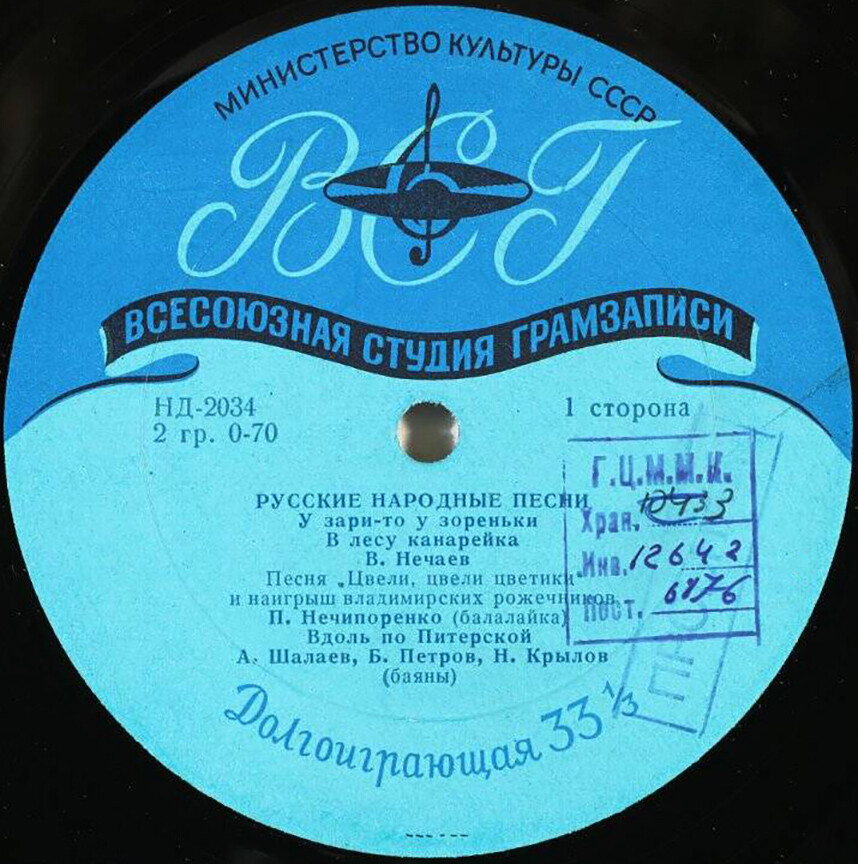 МИНИСТЕРСТВО КУЛЬТУРЫ СССР
ВСГ
ВСЕСОЮЗНАЯ СТУДИЯ ГРАМЗАПИСИ
НД-2034
2 гр. 0-70
1 сторона
РУССКИЕ НАРОДНЫЕ ПЕСНИ
У зари-то у зореньки
В лесу канарейка
В. Нечаев
Песня „Цвели, цвели цветики“
и наигрыш владимирских рожечников
П. Нечипоренко (балалайка)
Вдоль по Питерской
А. Шалаев, Б. Петров, Н. Крылов
(баяны)
Долгоиграющая 33 1/3
Г.Ц.М.М.К.
Хран.
Инв. 12642
Пост. 6876